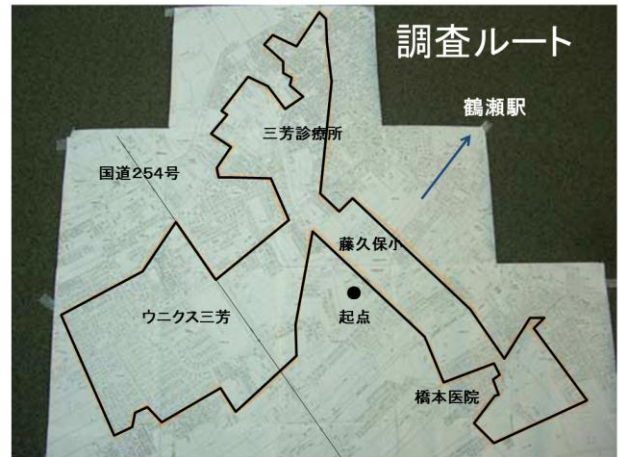 調査ルート
鶴瀬駅
三芳診療所
国道254号
藤久保小
ウニクス三芳
起点
橋本医院